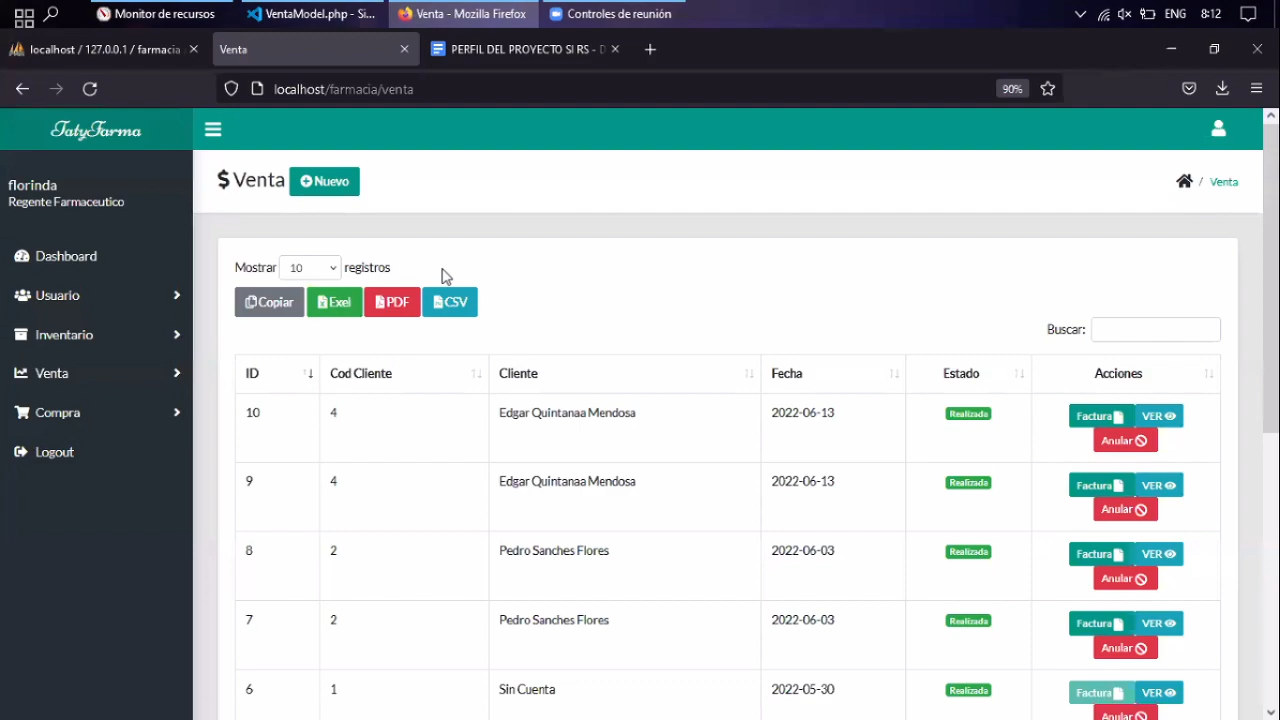 Monitor de recursos
VentaModel.php - Si...
Venta - Mozilla Firefox
Controles de reunión
ENG
8:12
localhost / 127.0.0.1 / farmacia
Venta
PERFIL DEL PROYECTO SI RS - D
localhost/farmacia/venta
90%
TatyFarma
florinda
Regente Farmaceutico
$ Venta
Nuevo
/ Venta
Dashboard
Usuario
Inventario
Venta
Compra
Logout
Mostrar 10 registros
Copiar
Exel
PDF
CSV
Buscar:
ID Cod Cliente Cliente Fecha Estado Acciones
10 4 Edgar Quintanaa Mendosa 2022-06-13 Realizada Factura VER
Anular
9 4 Edgar Quintanaa Mendosa 2022-06-13 Realizada Factura VER
Anular
8 2 Pedro Sanches Flores 2022-06-03 Realizada Factura VER
Anular
7 2 Pedro Sanches Flores 2022-06-03 Realizada Factura VER
Anular
6 1 Sin Cuenta 2022-05-30 Realizada Factura VER
Anular